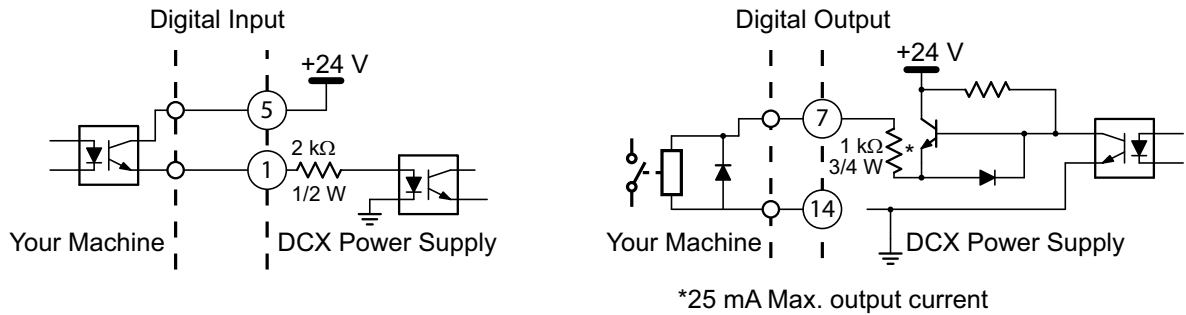 Digital Input
+24 V
5
2 kΩ
1
1/2 W
Your Machine
DCX Power Supply
Digital Output
+24 V
7
1 kΩ
*
3/4 W
14
Your Machine
DCX Power Supply
*25 mA Max. output current